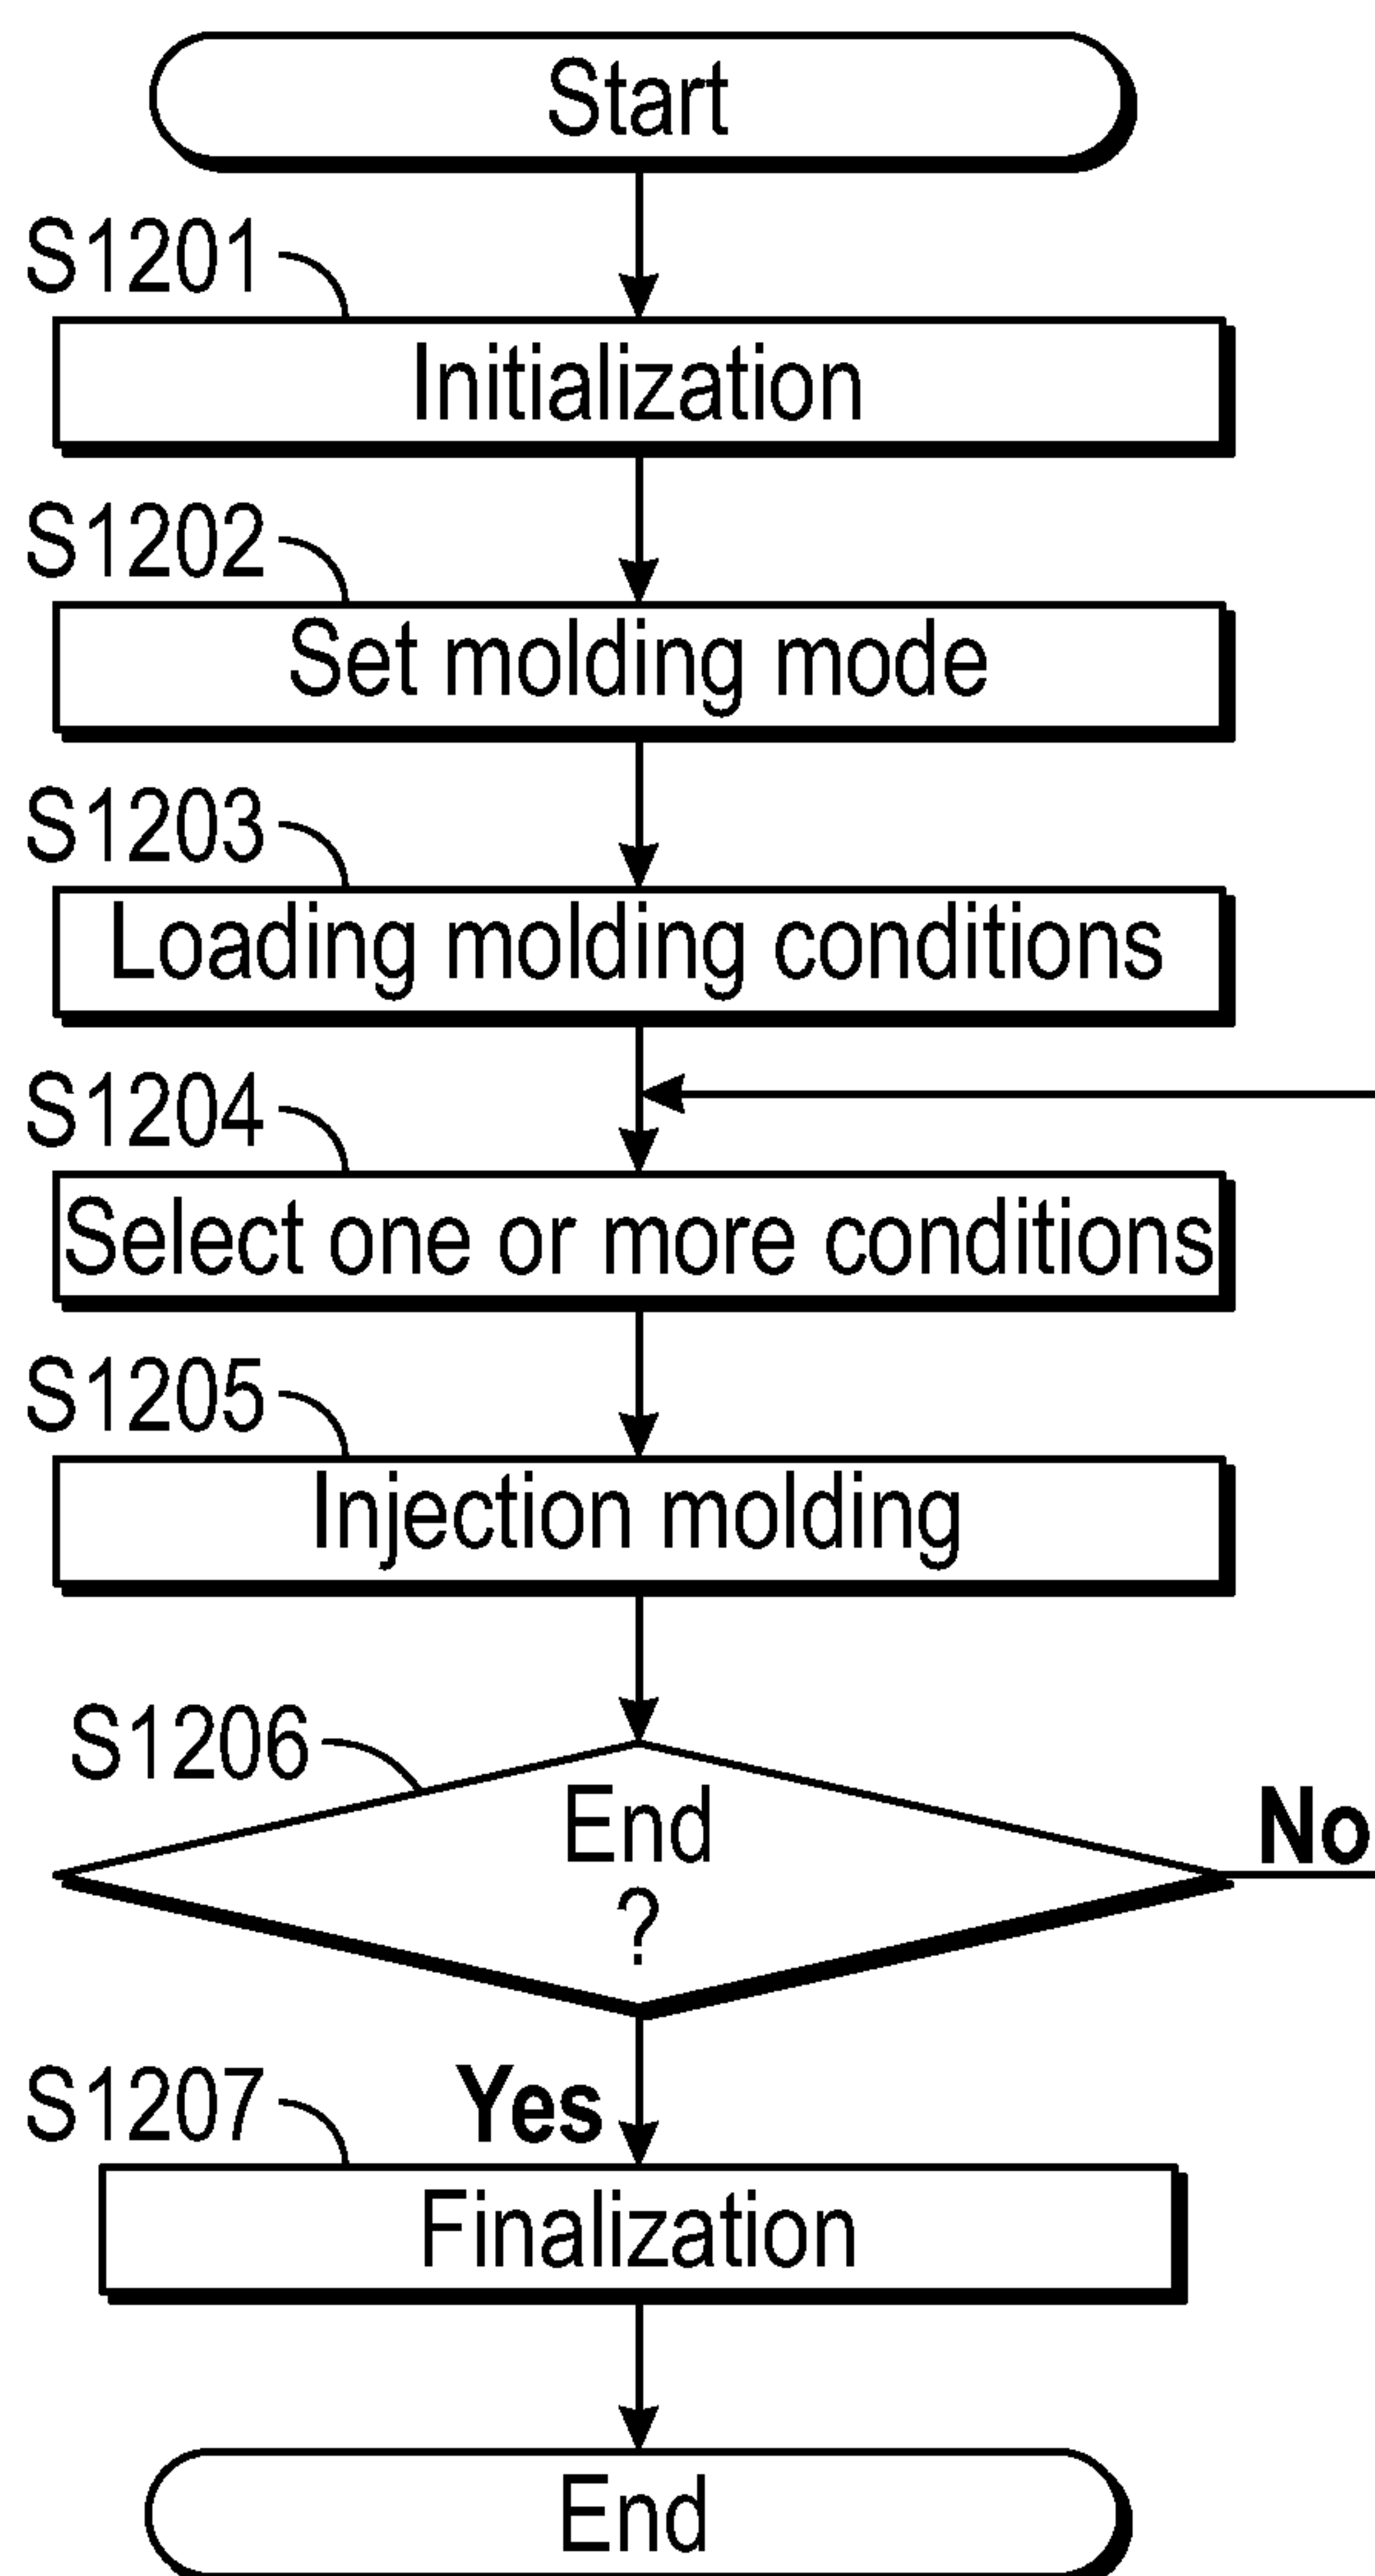 Start
S1201
Initialization
S1202
Set molding mode
S1203
Loading molding conditions
S1204
Select one or more conditions
S1205
Injection molding
S1206
End
?
No
Yes
S1207
Finalization
End